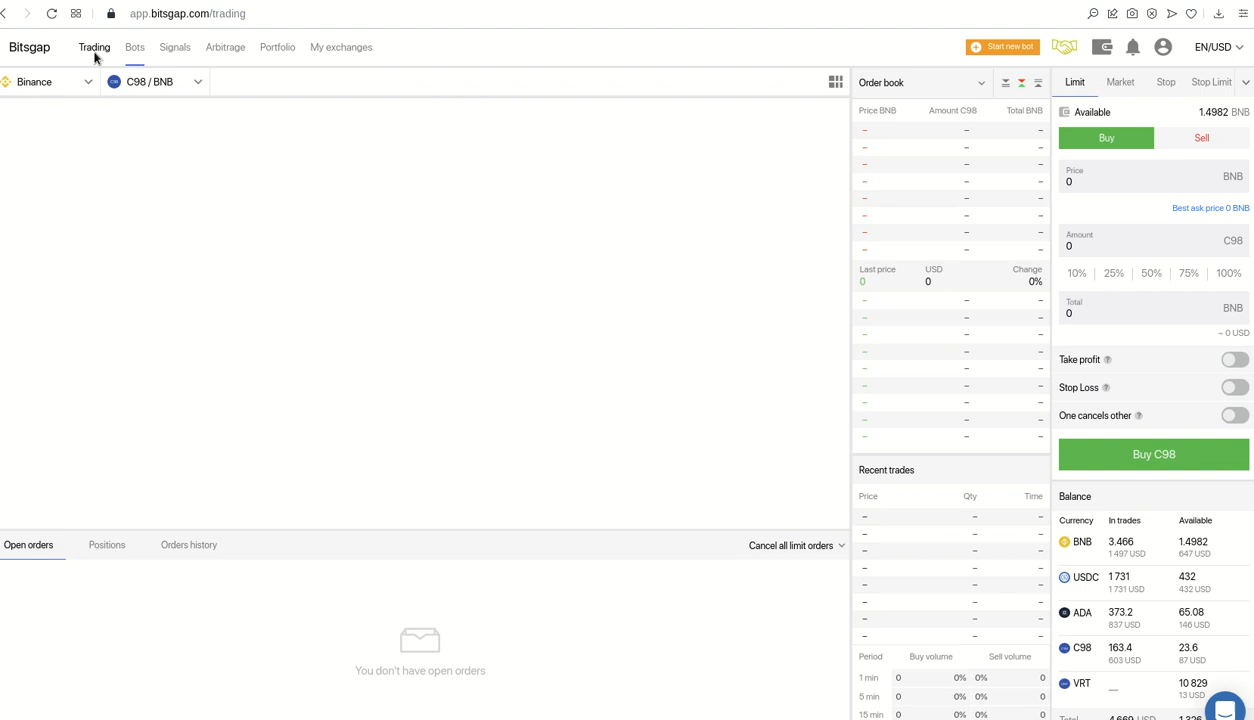 app.bitsgap.com/trading
Bitsgap Trading Bots Signals Arbitrage Portfolio My exchanges Start new bot EN/USD
Binance C98 / BNB
Order book
Price BNB Amount C98 Total BNB
– – –
– – –
– – –
– – –
– – –
– – –
– – –
– – –
Last price USD Change
0 0 0%
– – –
– – –
– – –
– – –
– – –
– – –
– – –
– – –
– – –
Recent trades
Price Qty Time
– – –
– – –
– – –
– – –
– – –
– – –
– – –
– – –
Period Buy volume Sell volume
1 min 0 0% 0% 0
5 min 0 0% 0% 0
15 min 0 0% 0% 0
Limit Market Stop Stop Limit
Available 1.4982 BNB
Buy Sell
Price
0 BNB
Best ask price 0 BNB
Amount
0 C98
10% 25% 50% 75% 100%
Total
0 BNB
~ 0 USD
Take profit ?
Stop Loss ?
One cancels other ?
Buy C98
Balance
Currency In trades Available
BNB 3.466 1.4982
1 497 USD 647 USD
USDC 1 731 432
1 731 USD 432 USD
ADA 373.2 65.08
837 USD 146 USD
C98 163.4 23.6
603 USD 87 USD
VRT — 10 829
13 USD
Total 4 669 USD 1 326
Open orders Positions Orders history Cancel all limit orders
You don't have open orders